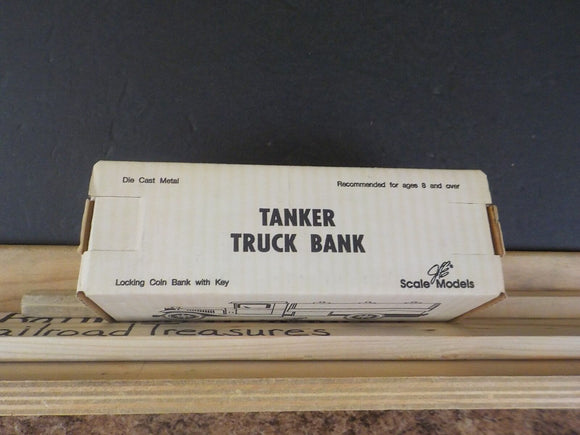 Die Cast Metal
Recommended for ages 8 and over
TANKER
TRUCK BANK
Locking Coin Bank with Key
Scale Models
Treasures